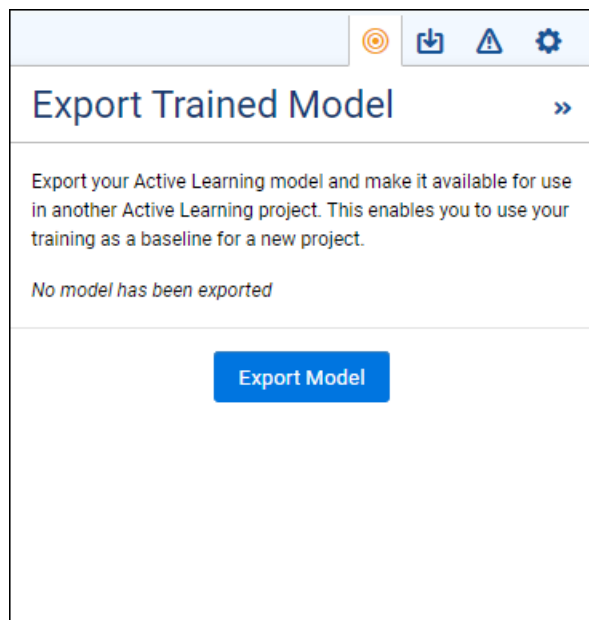 Export Trained Model
Export your Active Learning model and make it available for use
in another Active Learning project. This enables you to use your
training as a baseline for a new project.
No model has been exported
Export Model